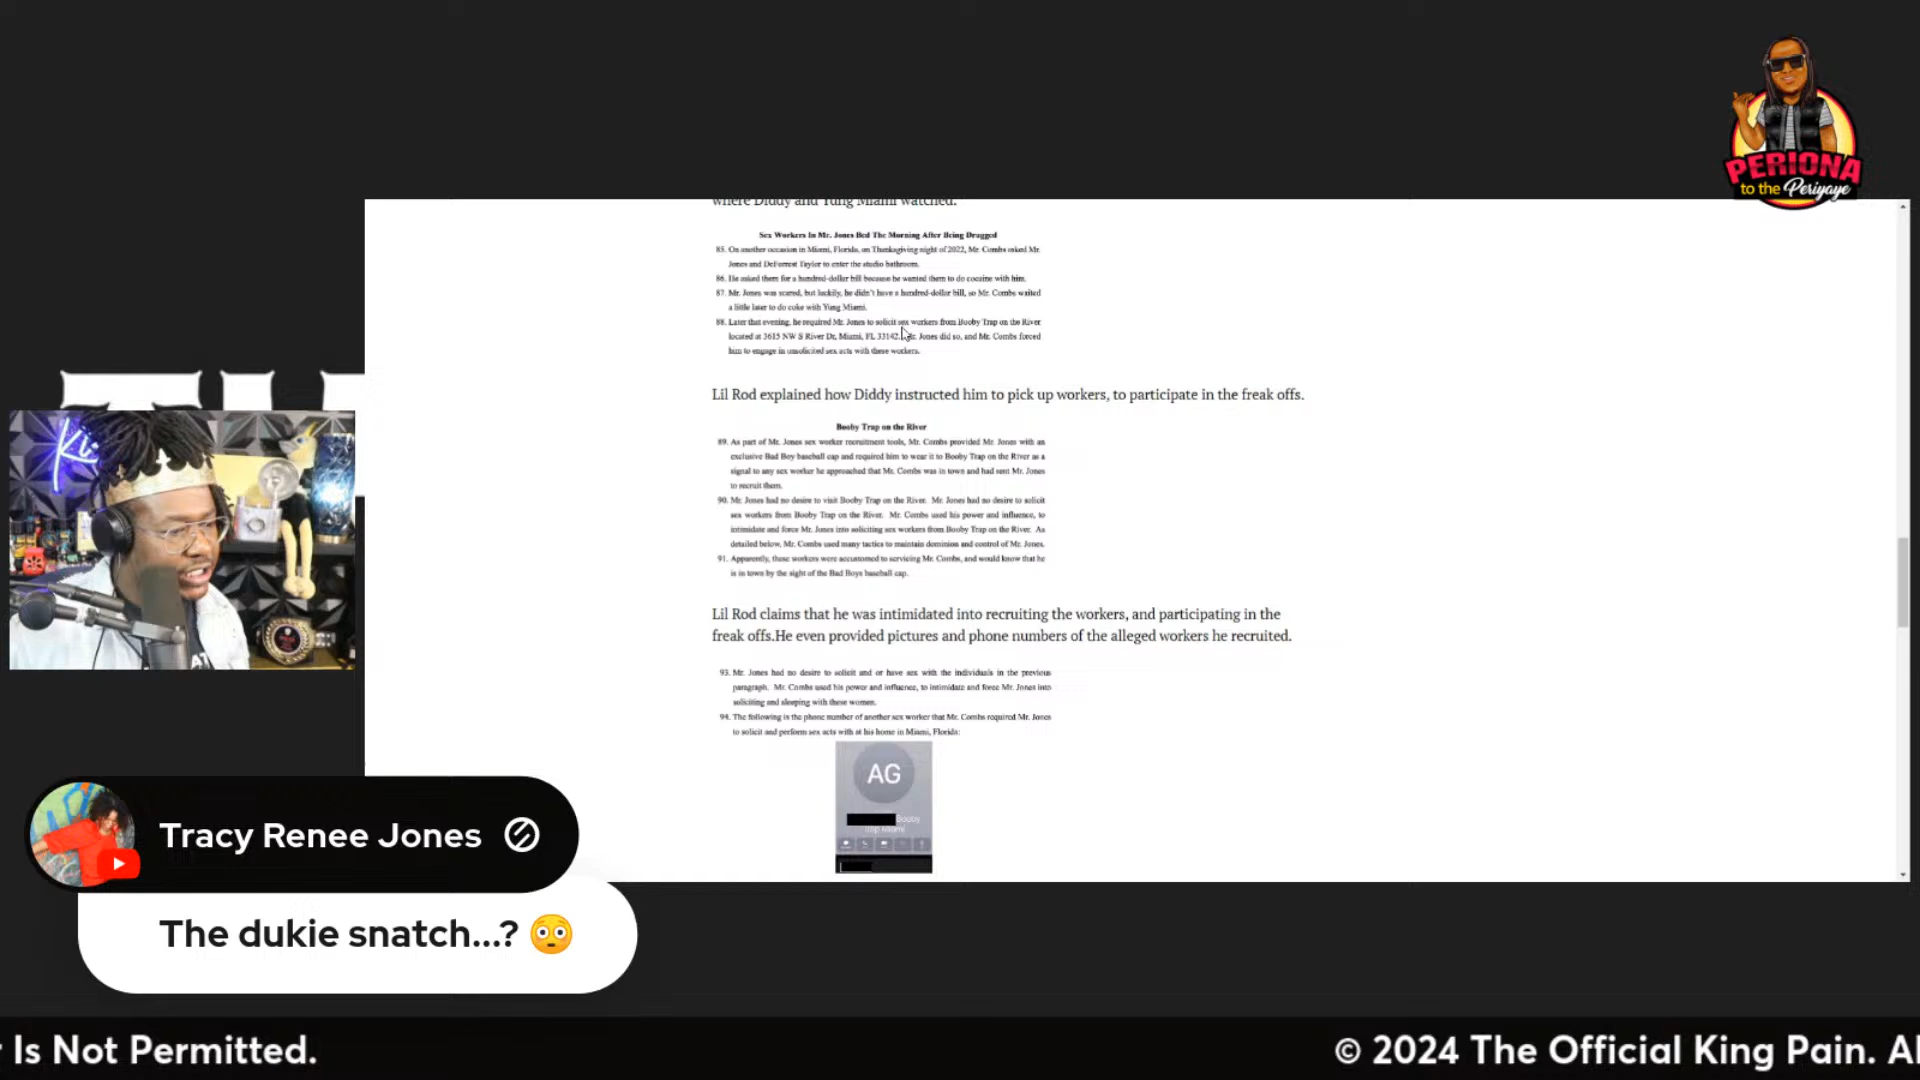 PERIONA
to the Periyaye
where Diddy and Yung Miami watched.
Sex Workers In Mr. Jones Bed The Morning After Being Drugged
85. On another occasion in Miami, Florida, on Thanksgiving night of 2022, Mr. Combs asked Mr.
Jones and DeForrest Taylor to enter the studio bathroom.
86. He asked them for a hundred-dollar bill because he wanted them to do cocaine with him.
87. Mr. Jones was scared, but luckily, he didn't have a hundred-dollar bill, so Mr. Combs waited
a little later to do coke with Yung Miami.
88. Later that evening, he required Mr. Jones to solicit sex workers from Booby Trap on the River
located at 3615 NW S River Dr, Miami, FL 33142. Mr. Jones did so, and Mr. Combs forced
him to engage in unsolicited sex acts with these workers.
Lil Rod explained how Diddy instructed him to pick up workers, to participate in the freak offs.
Booby Trap on the River
89. As part of Mr. Jones sex worker recruitment tools, Mr. Combs provided Mr. Jones with an
exclusive Bad Boy baseball cap and required him to wear it to Booby Trap on the River as a
signal to any sex worker he approached that Mr. Combs was in town and had sent Mr. Jones
to recruit them.
90. Mr. Jones had no desire to visit Booby Trap on the River. Mr. Jones had no desire to solicit
sex workers from Booby Trap on the River. Mr. Combs used his power and influence, to
intimidate and force Mr. Jones into soliciting sex workers from Booby Trap on the River. As
detailed below, Mr. Combs used many tactics to maintain dominion and control of Mr. Jones.
91. Apparently, these workers were accustomed to servicing Mr. Combs, and would know that he
is in town by the sight of the Bad Boys baseball cap.
Lil Rod claims that he was intimidated into recruiting the workers, and participating in the
freak offs.He even provided pictures and phone numbers of the alleged workers he recruited.
93. Mr. Jones had no desire to solicit and or have sex with the individuals in the previous
paragraph. Mr. Combs used his power and influence, to intimidate and force Mr. Jones into
soliciting and sleeping with these women.
94. The following is the phone number of another sex worker that Mr. Combs required Mr. Jones
to solicit and perform sex acts with at his home in Miami, Florida:
AG
Booby
Miami
Ki
Tracy Renee Jones
The dukie snatch...? 😳
r Is Not Permitted.
© 2024 The Official King Pain. Al